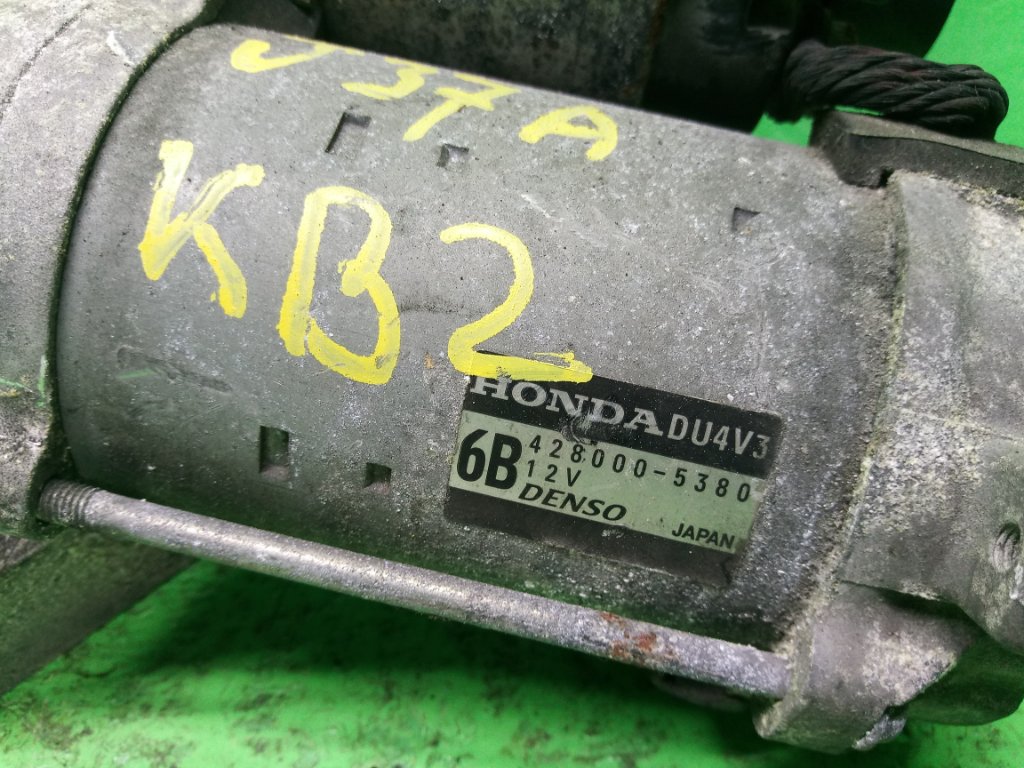 J37A
KB2
HONDA DU4V3
6B 428000-5380
12V
DENSO
JAPAN